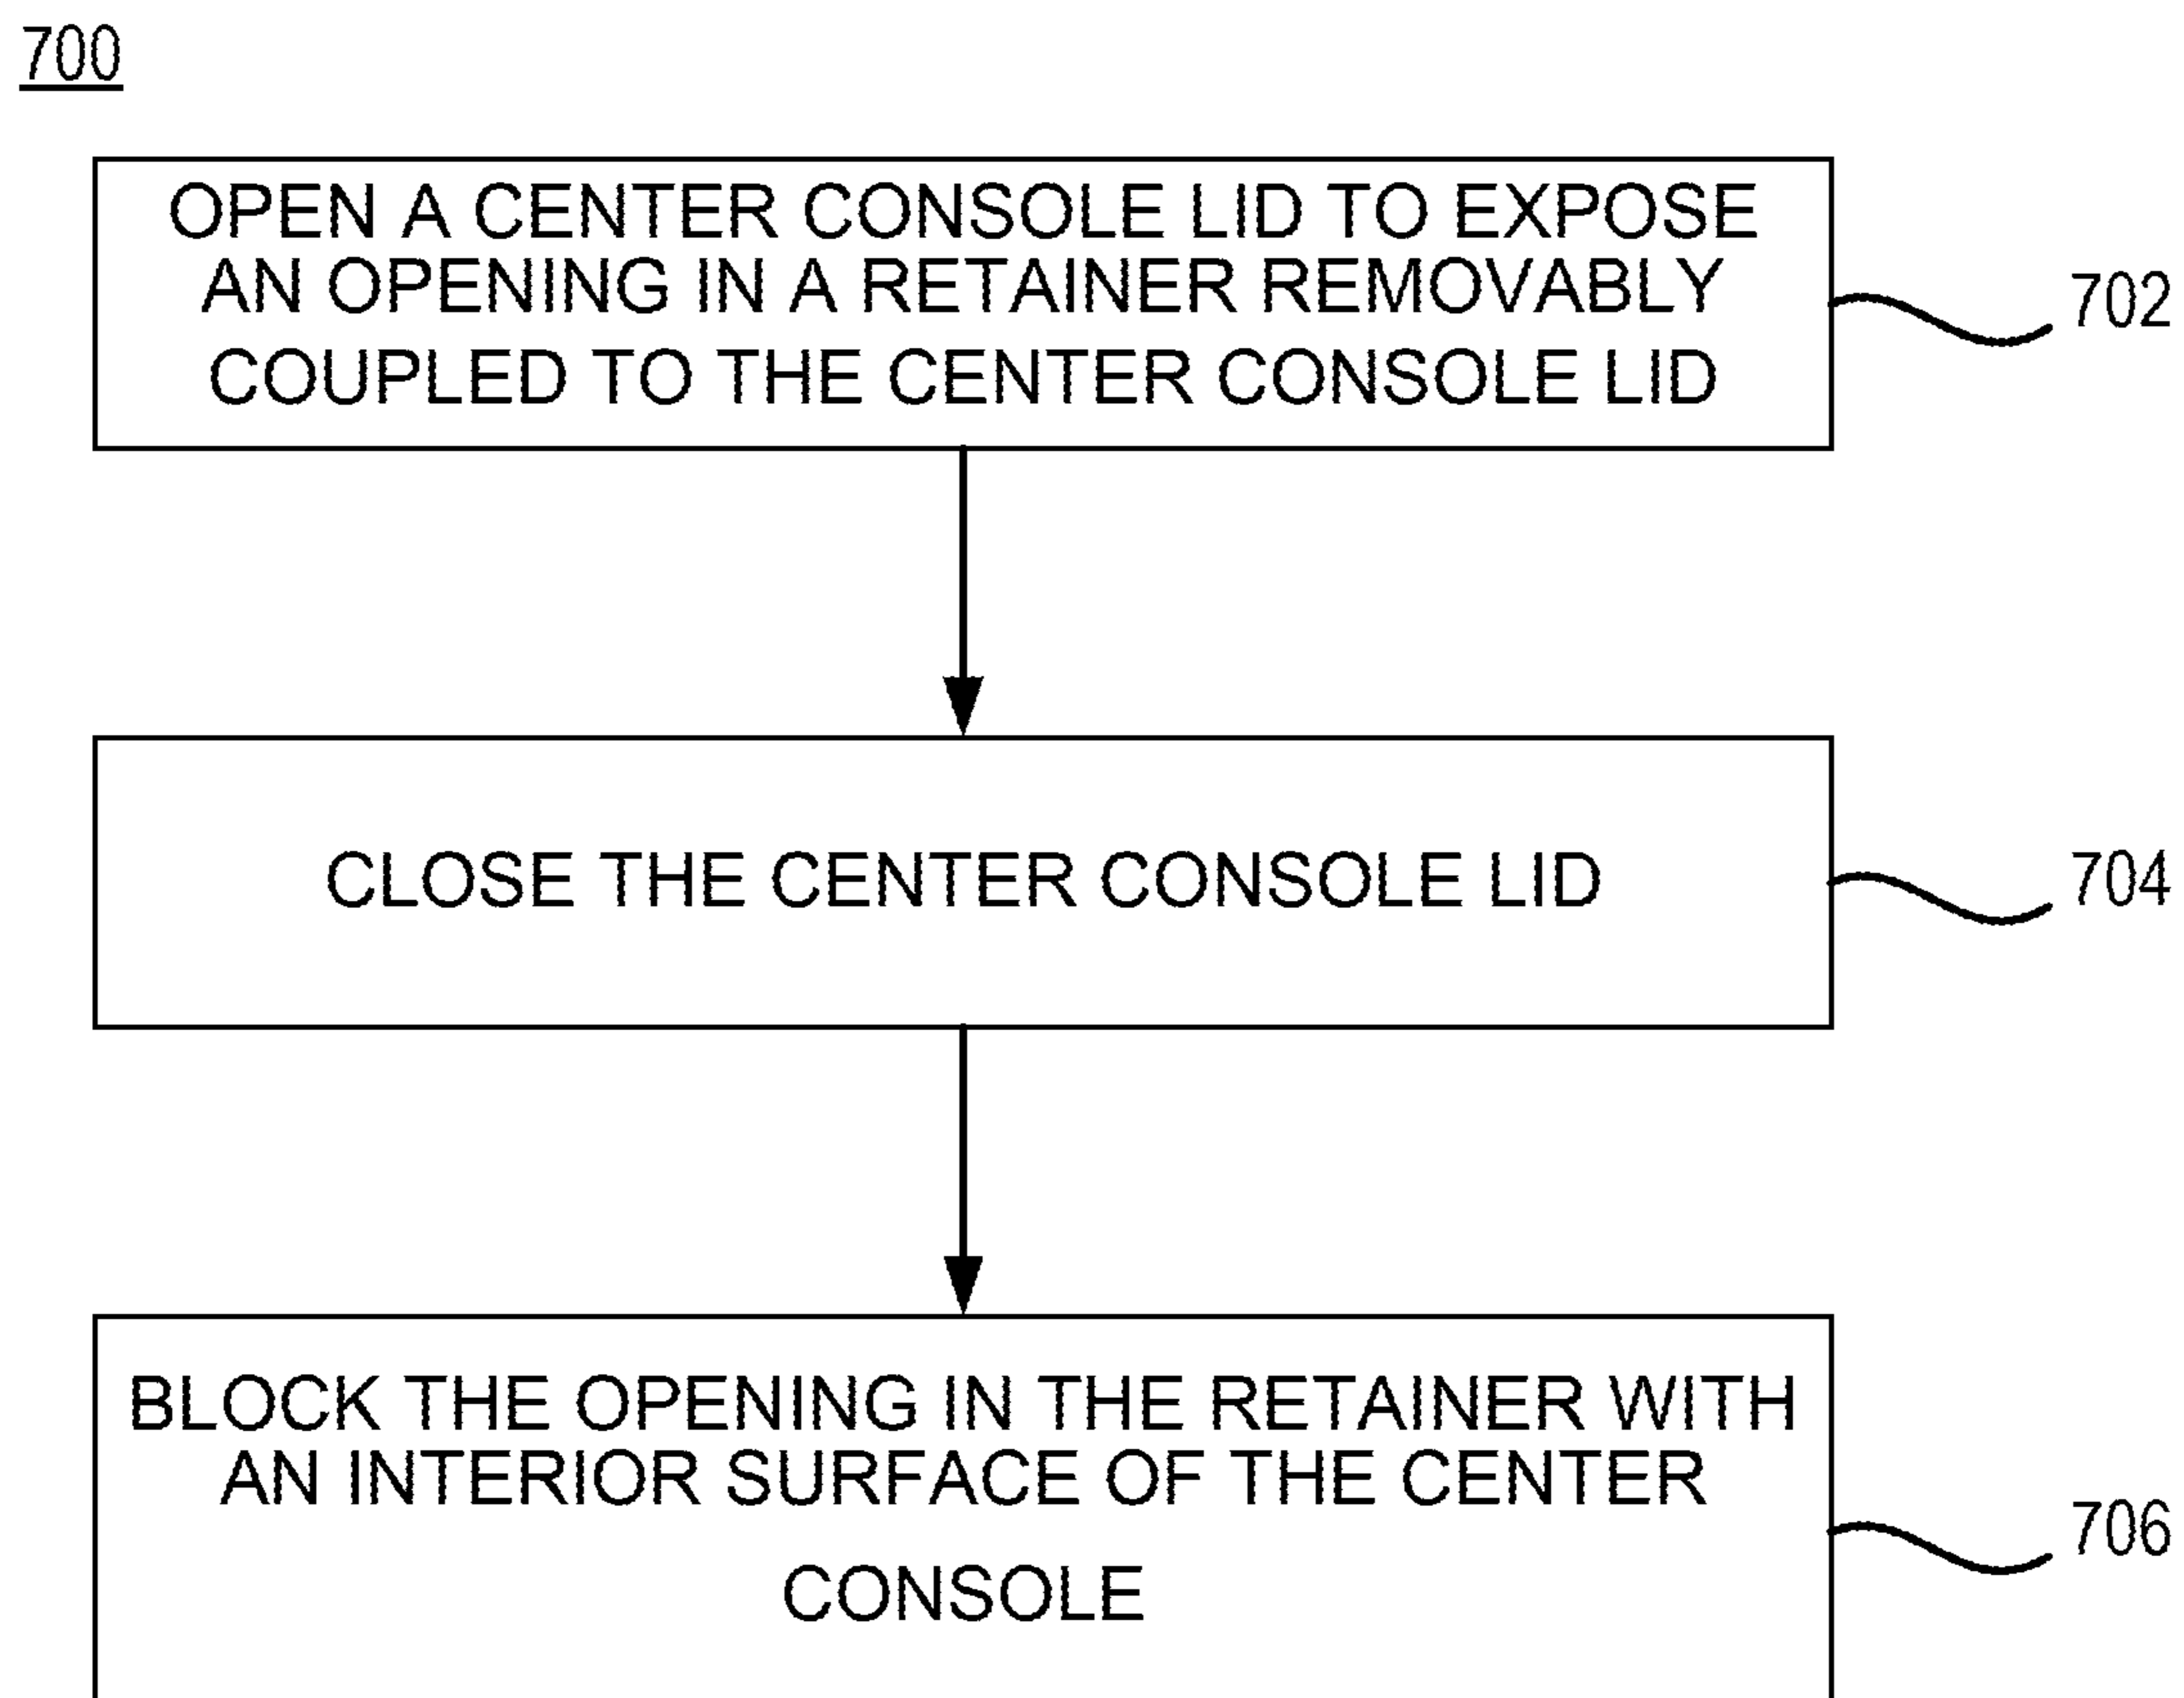 700
OPEN A CENTER CONSOLE LID TO EXPOSE
AN OPENING IN A RETAINER REMOVABLY
COUPLED TO THE CENTER CONSOLE LID
702
CLOSE THE CENTER CONSOLE LID
704
BLOCK THE OPENING IN THE RETAINER WITH
AN INTERIOR SURFACE OF THE CENTER
CONSOLE
706